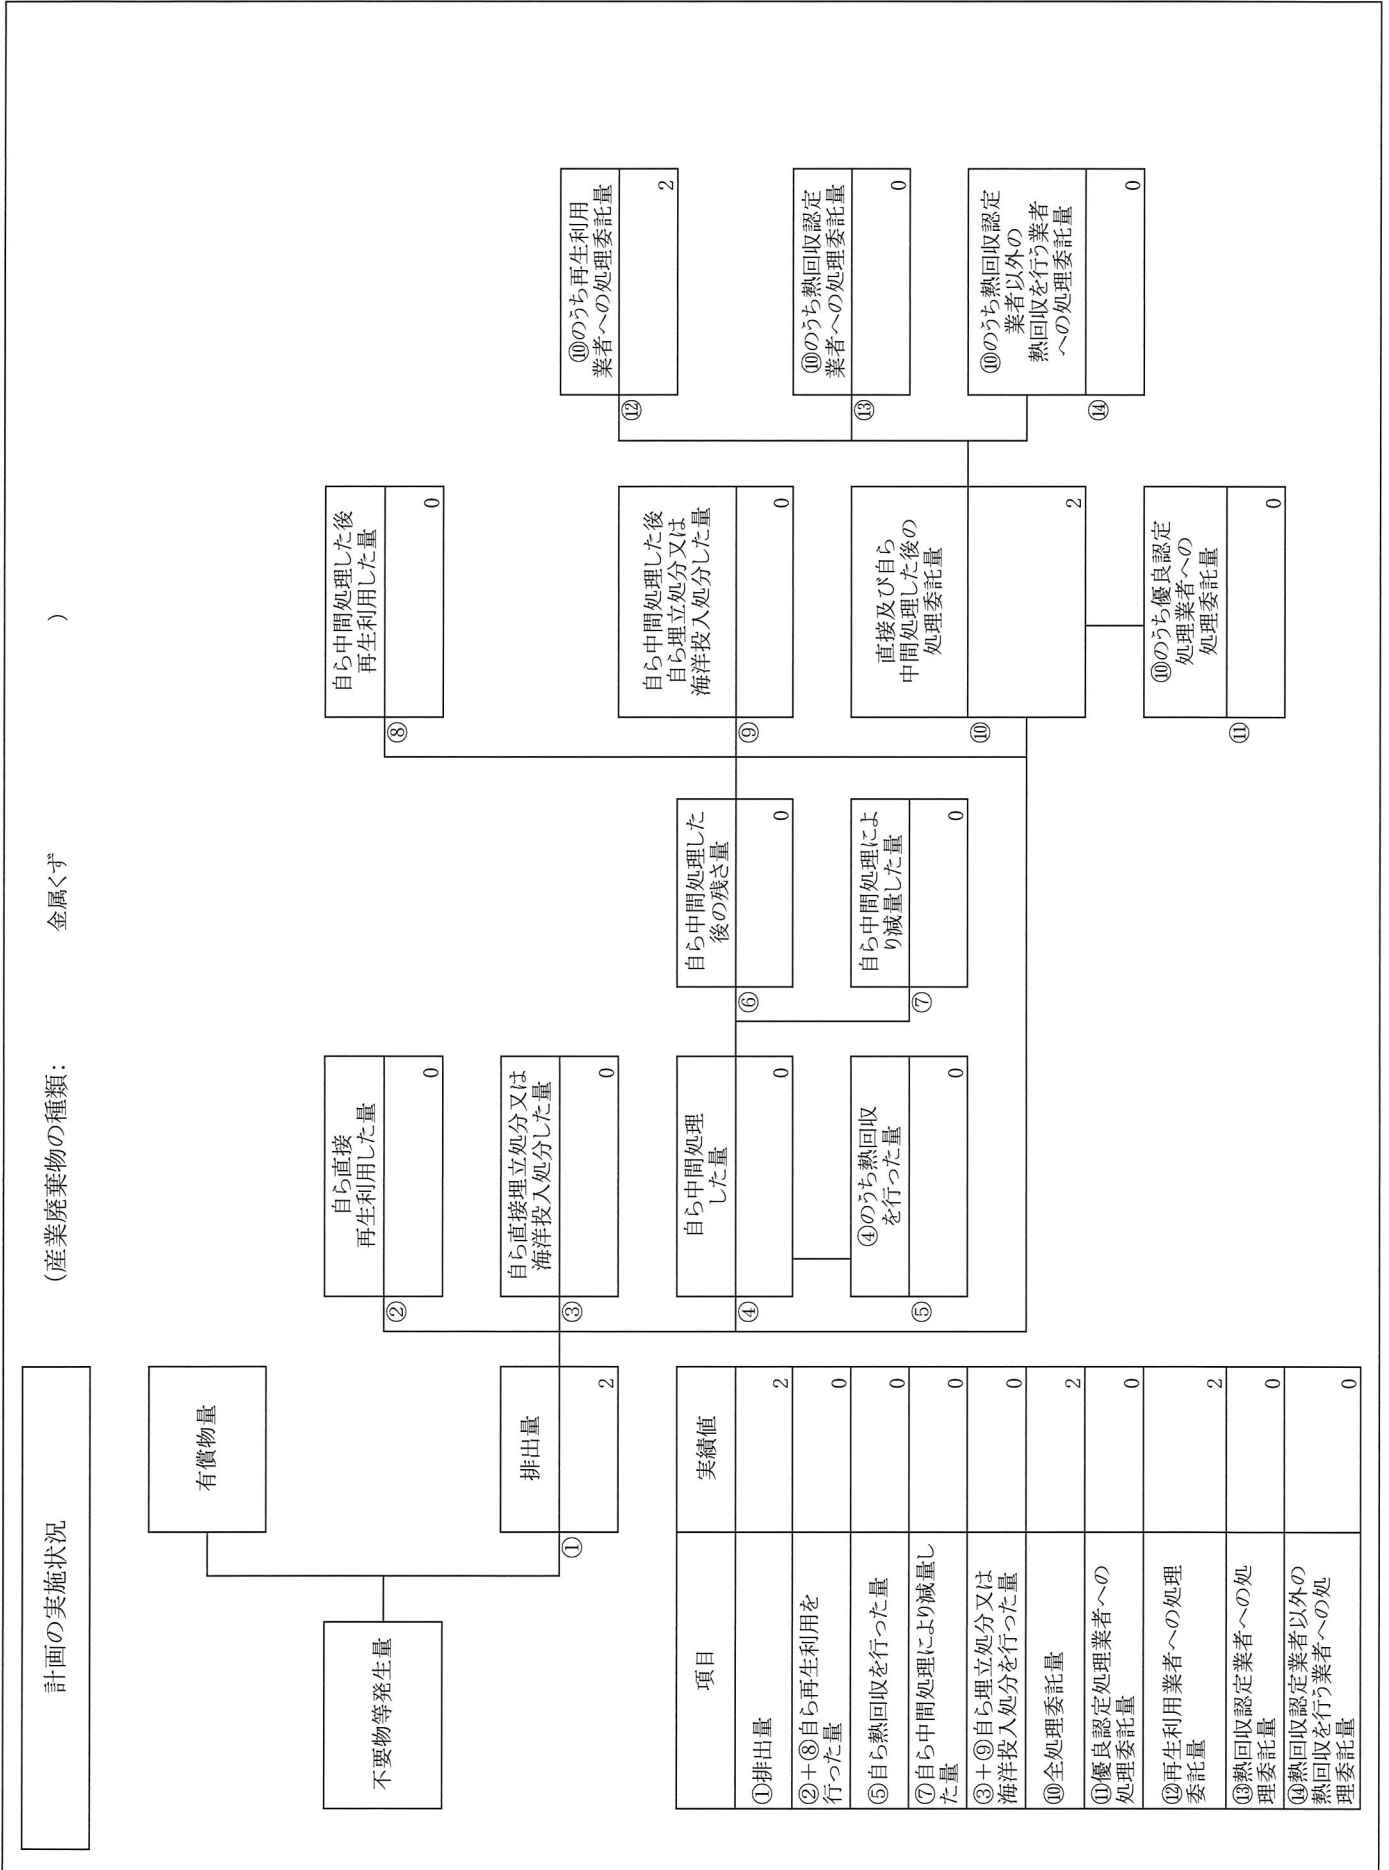 計画の実施状況
(産業廃棄物の種類: 金属くず )
不要物等発生量
有償物量
排出量
①
2
自ら直接
再生利用した量
②
0
自ら直接埋立処分又は
海洋投入処分した量
③
0
自ら中間処理
した量
④
0
④のうち熱回収
を行った量
⑤
0
自ら中間処理した
後の残さ量
⑥
0
自ら中間処理によ
り減量した量
⑦
0
自ら中間処理した後
再生利用した量
⑧
0
自ら中間処理した後
自ら埋立処分又は
海洋投入処分した量
⑨
0
直接及び自ら
中間処理した後の
処理委託量
⑩
2
⑩のうち優良認定
処理業者への
処理委託量
⑪
0
⑩のうち再生利用
業者への処理委託量
⑫
2
⑩のうち熱回収認定
業者への処理委託量
⑬
0
⑩のうち熱回収認定
業者以外の
熱回収を行う業者
への処理委託量
⑭
0
項目 実績値
①排出量 2
②+⑧自ら再生利用を
行った量 0
⑤自ら熱回収を行った量 0
⑦自ら中間処理により減量し
た量 0
③+⑨自ら埋立処分又は
海洋投入処分を行った量 0
⑩全処理委託量 2
⑪優良認定処理業者への
処理委託量 0
⑫再生利用業者への処理
委託量 2
⑬熱回収認定業者への処
理委託量 0
⑭熱回収認定業者以外の
熱回収を行う業者への処
理委託量 0